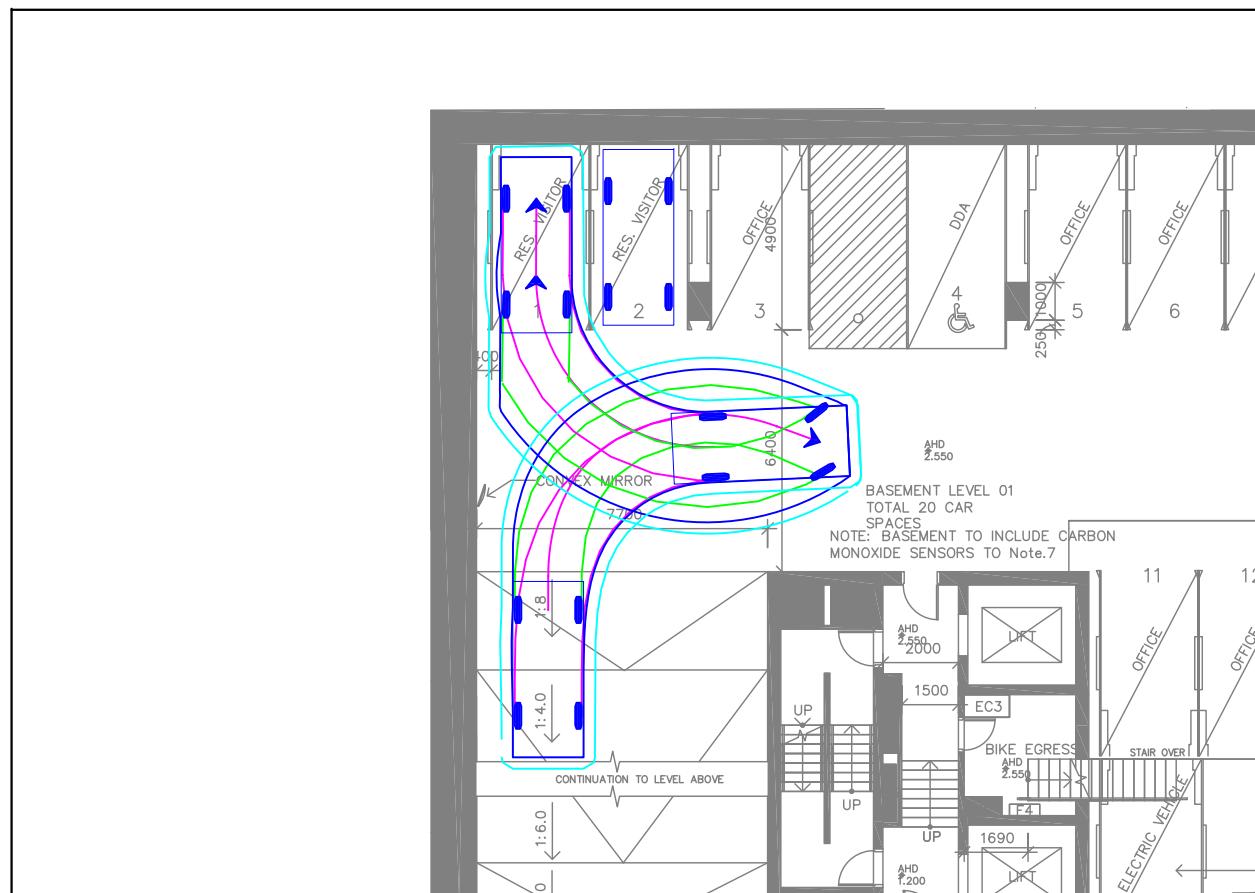 RES. VISITOR
RES. VISITOR
OFFICE
4900
DDA
OFFICE
OFFICE
1
2
3
4
5
6
1000
250
400
6400
AHD
2.550
CONVEX MIRROR
7700
BASEMENT LEVEL 01
TOTAL 20 CAR
SPACES
NOTE: BASEMENT TO INCLUDE CARBON
MONOXIDE SENSORS TO Note.7
11
12
1:8
AHD
2.550
2000
LIFT
OFFICE
OFFICE
1:4.0
1500
EC3
UP
BIKE EGRESS
STAIR OVER
AHD
2.550
CONTINUATION TO LEVEL ABOVE
UP
F4
UP
1690
1:6.0
ELECTRIC VEHICLE
AHD
1.200
LIFT